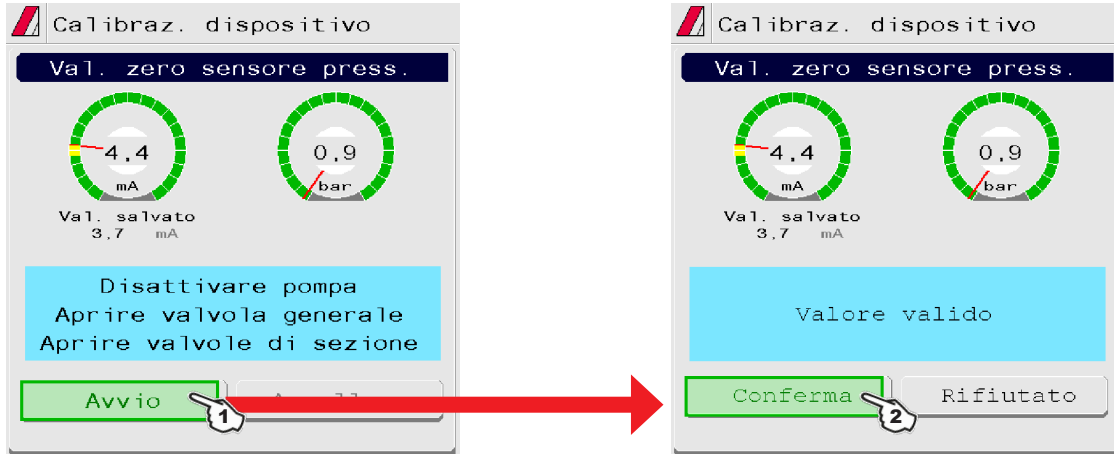 Calibraz. dispositivo
Val. zero sensore press.
4,4
mA
0,9
bar
Val. salvato
3,7 mA
Disattivare pompa
Aprire valvola generale
Aprire valvole di sezione
Avvio
1
Calibraz. dispositivo
Val. zero sensore press.
4,4
mA
0,9
bar
Val. salvato
3,7 mA
Valore valido
Conferma
2
Rifiutato